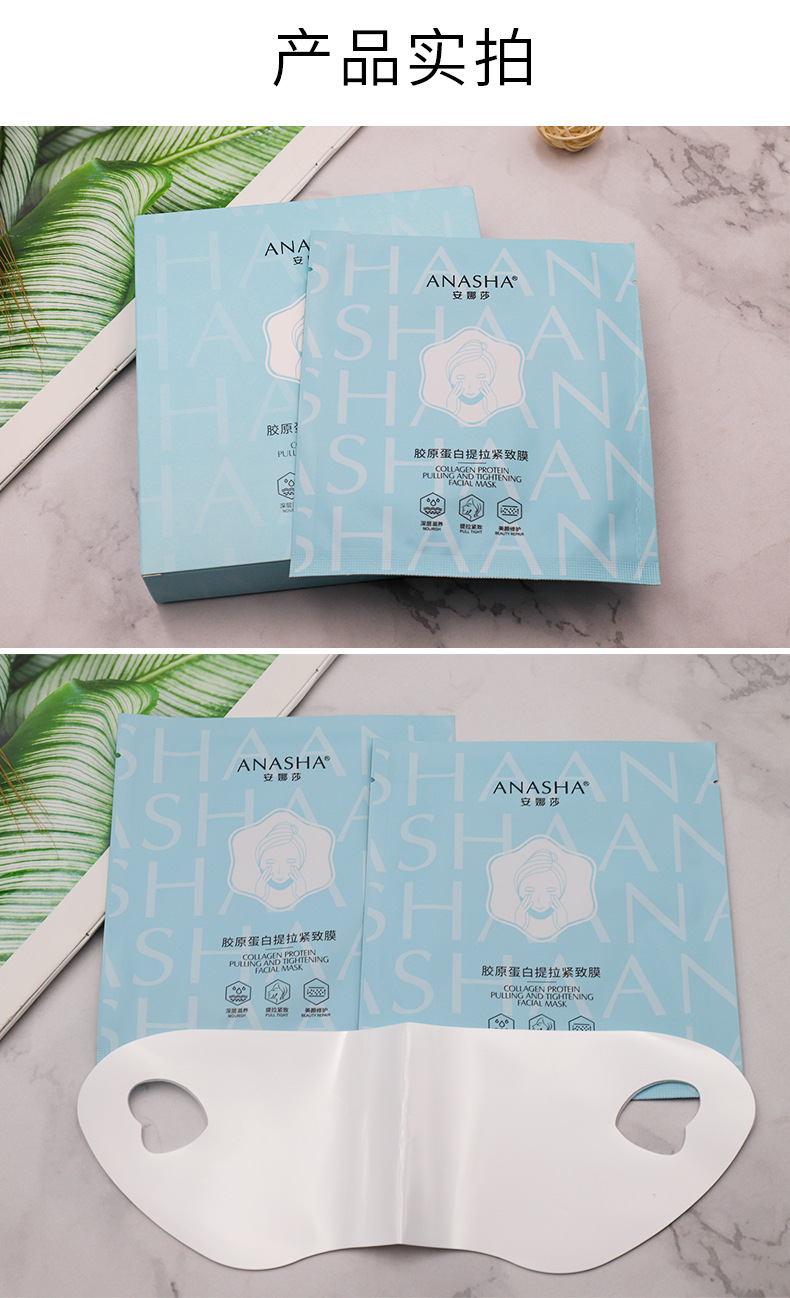 产品实拍
ANA
安
胶原
ANASHA®
安娜莎
胶原蛋白提拉紧致膜
COLLAGEN PROTEIN
PULLING AND TIGHTENING
FACIAL MASK
深层滋养 提拉紧致 美颜修护
NOURISH PULL TIGHT BEAUTY REPAIR
ANASHA®
安娜莎
胶原蛋白提拉紧致膜
COLLAGEN PROTEIN
PULLING AND TIGHTENING
FACIAL MASK
深层滋养 提拉紧致 美颜修护
NOURISH PULL TIGHT BEAUTY REPAIR
ANASHA®
安娜莎
胶原蛋白提拉紧致膜
COLLAGEN PROTEIN
PULLING AND TIGHTENING
FACIAL MASK